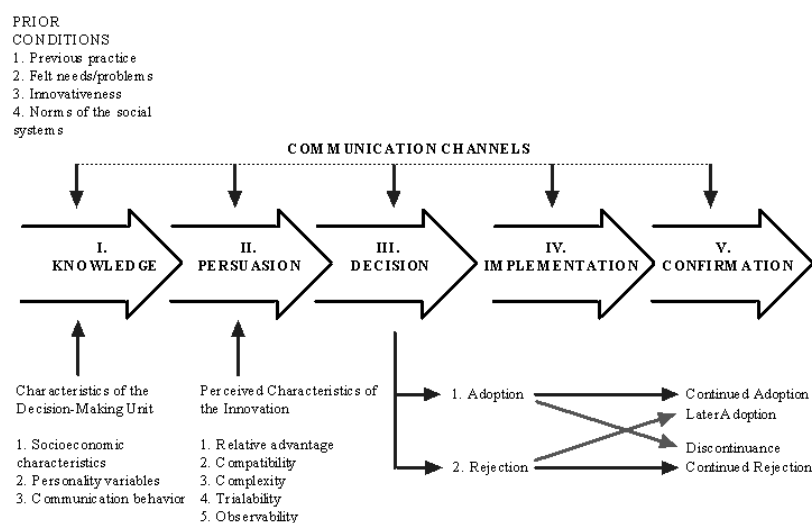 PRIOR
CONDITIONS
1. Previous practice
2. Felt needs/problems
3. Innovativeness
4. Norms of the social
systems
COMMUNICATION CHANNELS
I.
KNOWLEDGE
II.
PERSUASION
III.
DECISION
IV.
IMPLEMENTATION
V.
CONFIRMATION
Characteristics of the
Decision-Making Unit
1. Socioeconomic
characteristics
2. Personality variables
3. Communication behavior
Perceived Characteristics of
the Innovation
1. Relative advantage
2. Compatibility
3. Complexity
4. Trialability
5. Observability
1. Adoption
2. Rejection
Continued Adoption
Later Adoption
Discontinuance
Continued Rejection